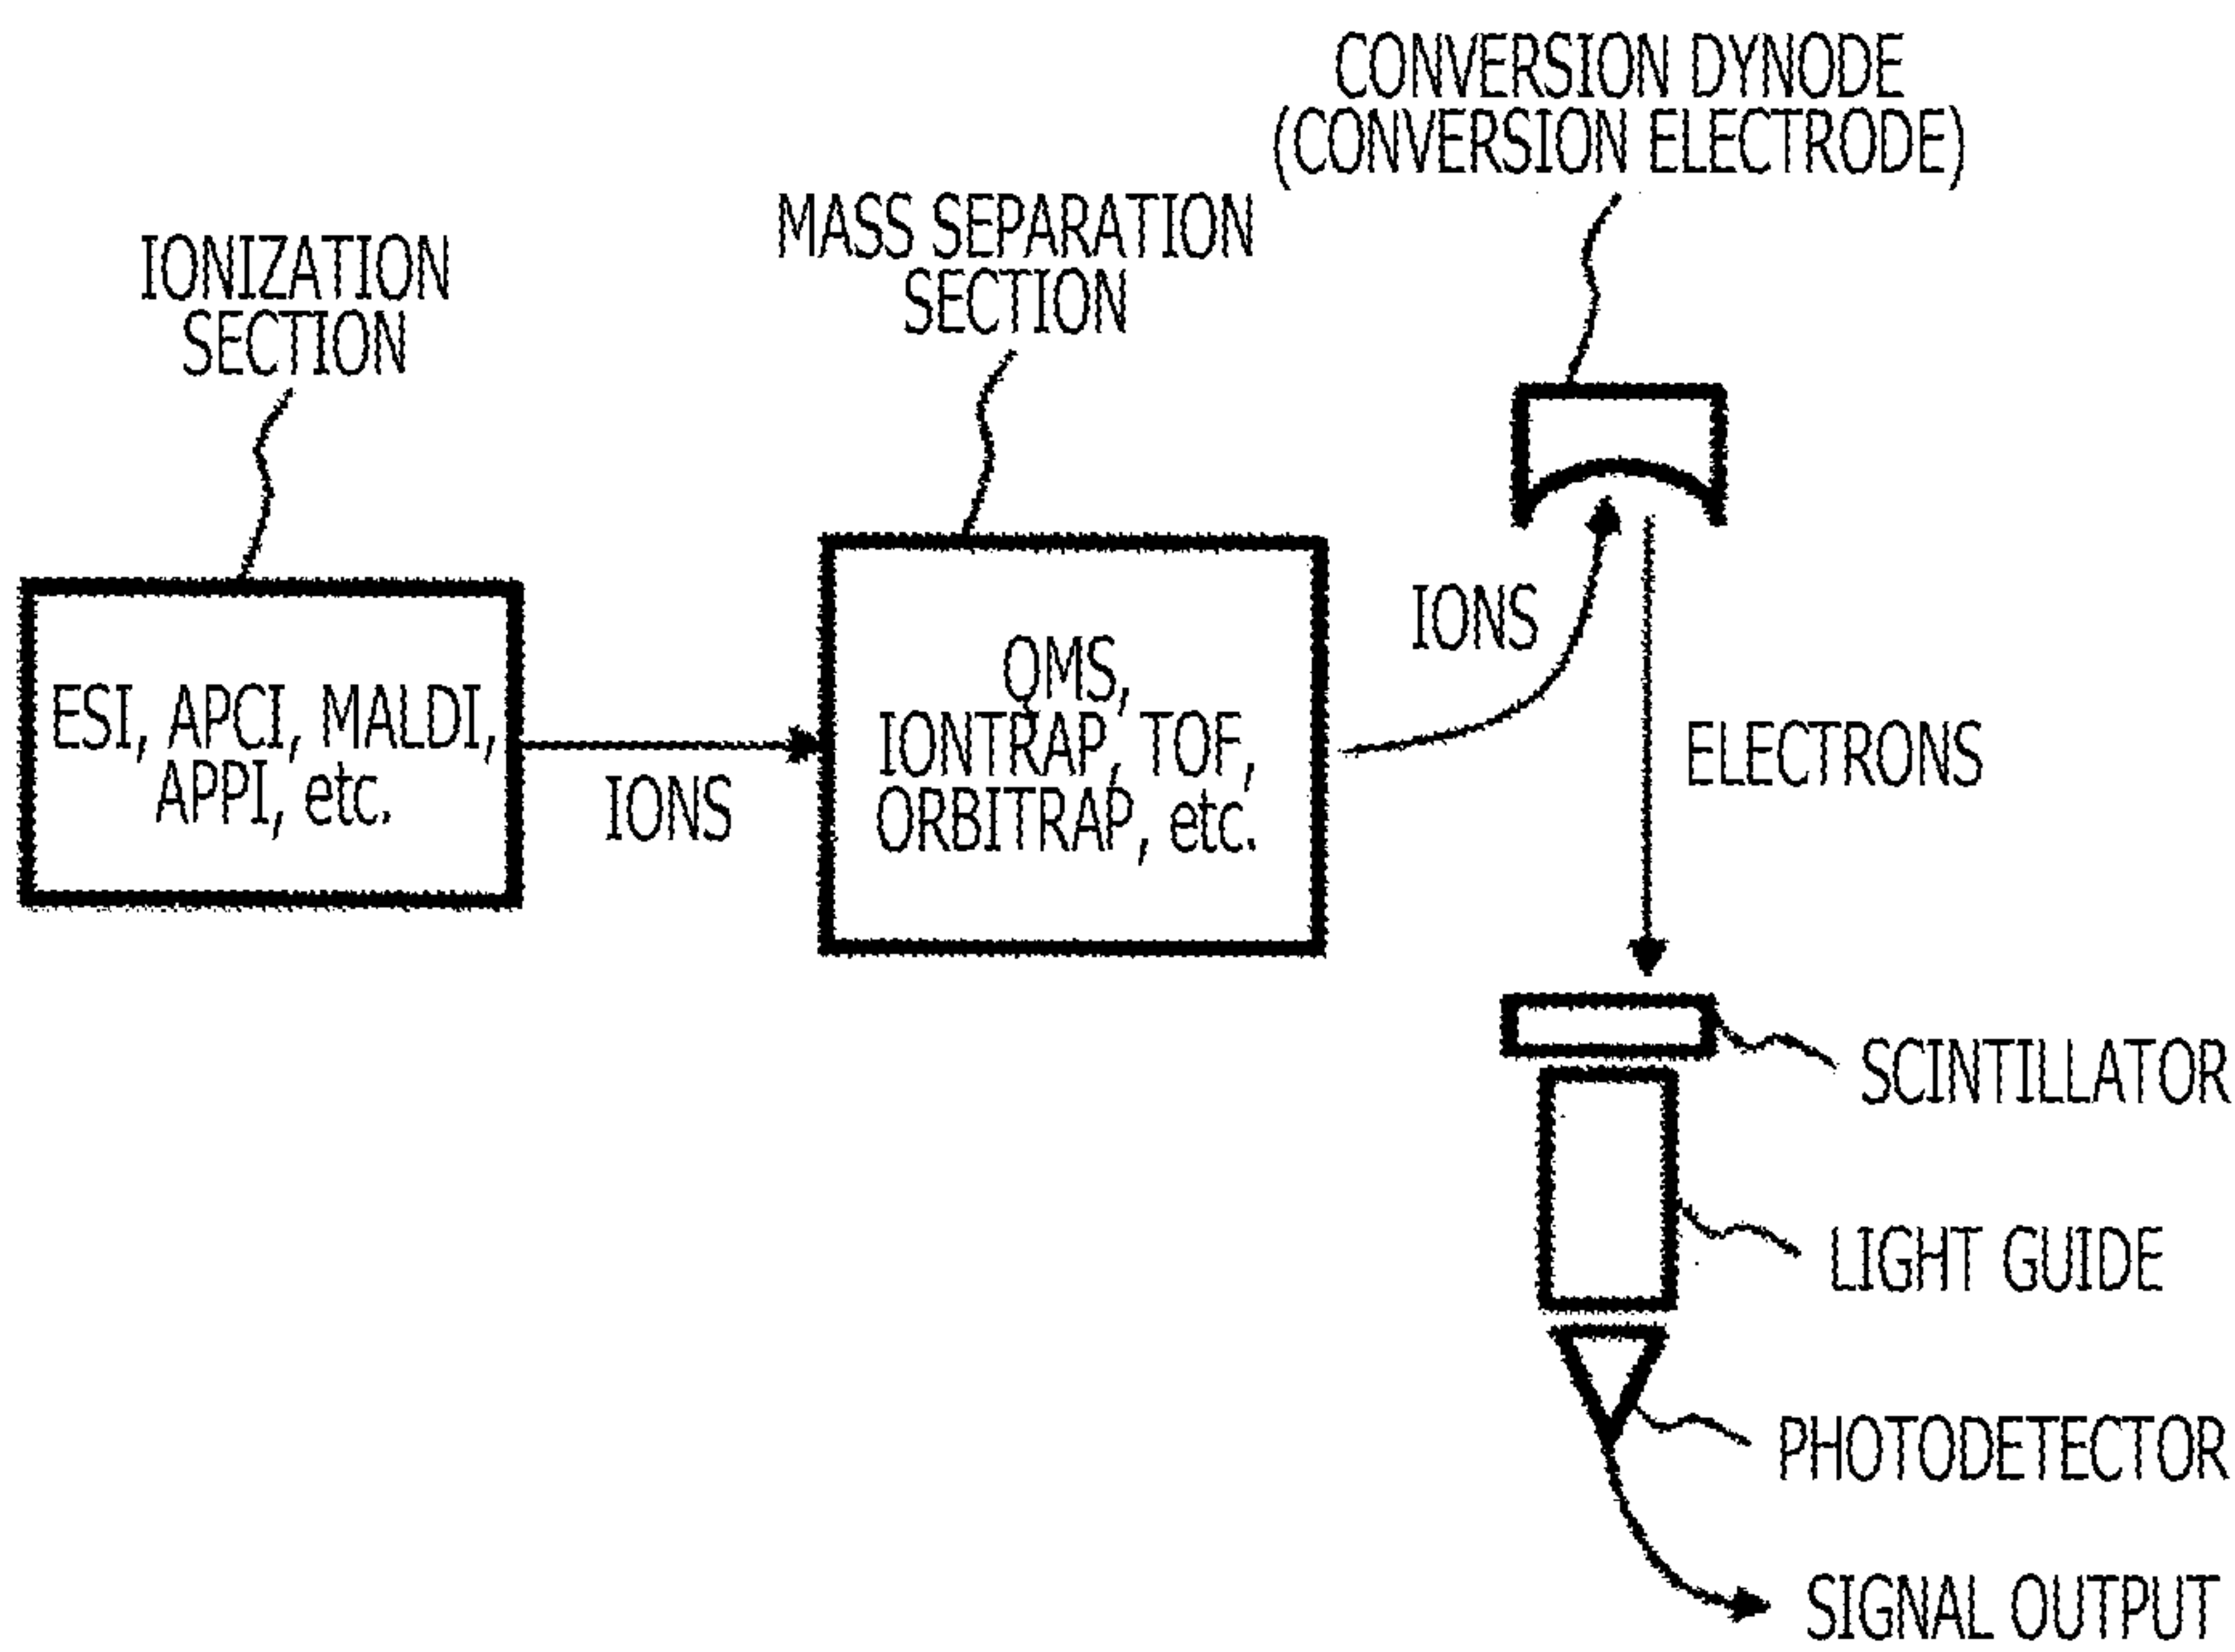 CONVERSION DYNODE
(CONVERSION ELECTRODE)
MASS SEPARATION
SECTION
IONIZATION
SECTION
ESI, APCI, MALDI,
APPI, etc.
IONS
QMS,
IONTRAP, TOF,
ORBITRAP, etc.
IONS
ELECTRONS
SCINTILLATOR
LIGHT GUIDE
PHOTODETECTOR
SIGNAL OUTPUT